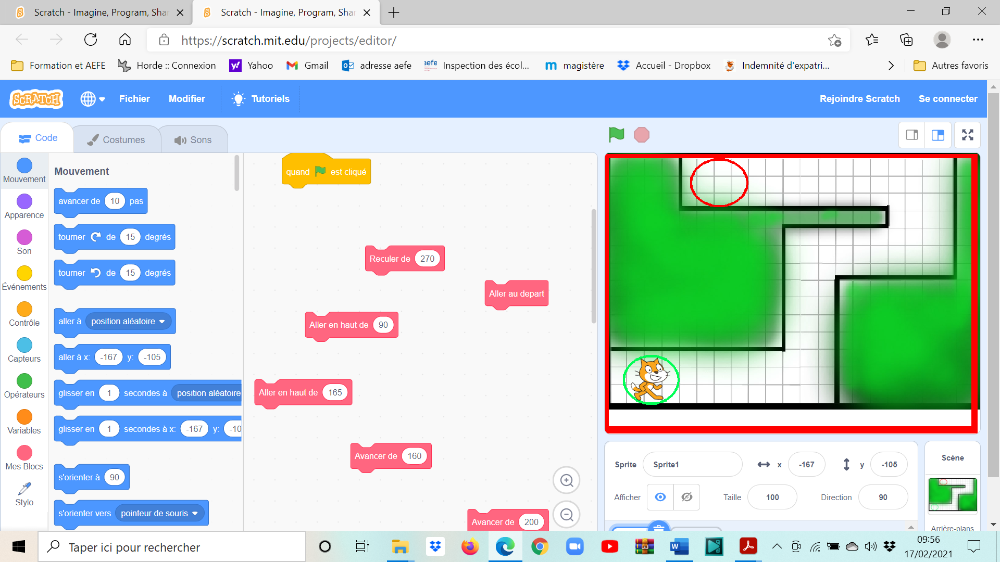 Scratch - Imagine, Program, Shar
Scratch - Imagine, Program, Shar
https://scratch.mit.edu/projects/editor/
Formation et AEFE
Horde :: Connexion
Yahoo
Gmail
adresse aefe
aefe
Inspection des écol...
magistère
Accueil - Dropbox
Indemnité d'expatri...
Autres favoris
SCRATCH
Fichier
Modifier
Tutoriels
Rejoindre Scratch
Se connecter
Code
Costumes
Sons
Mouvement
Apparence
Son
Événements
Contrôle
Capteurs
Opérateurs
Variables
Mes Blocs
Stylo
Mouvement
avancer de 10 pas
tourner de 15 degrés
tourner de 15 degrés
aller à position aléatoire
aller à x: -167 y: -105
glisser en 1 secondes à position aléatoire
glisser en 1 secondes à x: -167 y: -10
s'orienter à 90
s'orienter vers pointeur de souris
quand est cliqué
Reculer de 270
Aller au depart
Aller en haut de 90
Aller en haut de 165
Avancer de 160
Avancer de 200
Sprite Sprite1 x -167 y -105
Afficher Taille 100 Direction 90
Scène
Arrière-plans
Taper ici pour rechercher
09:56
17/02/2021